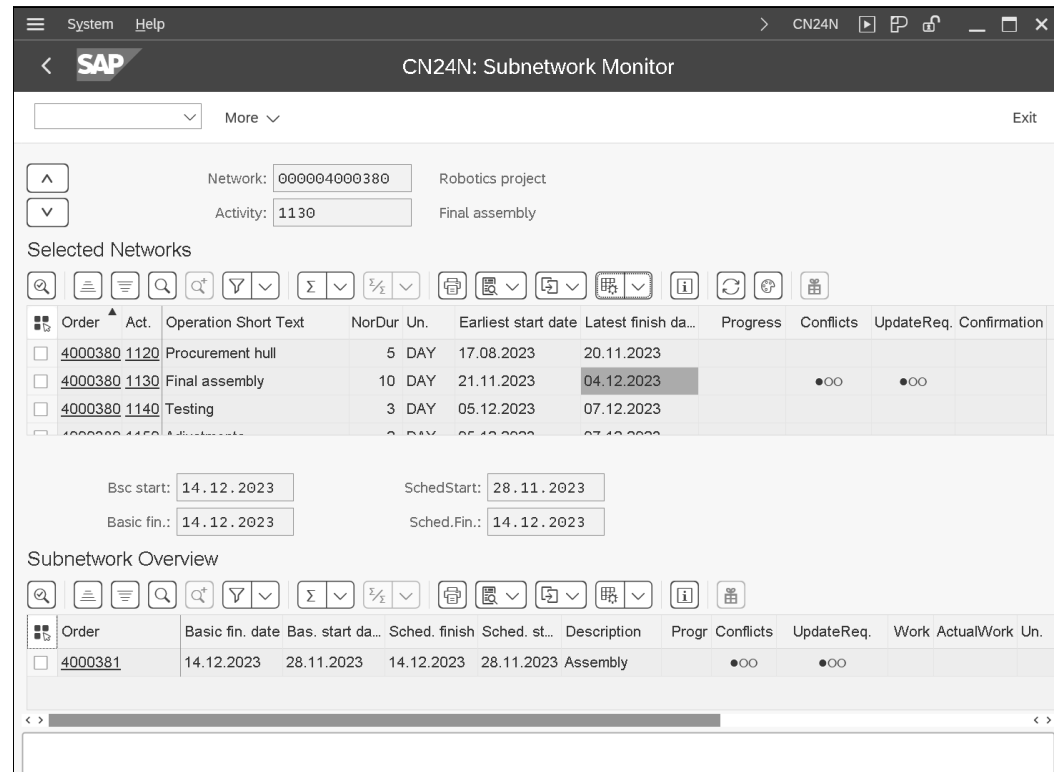 System Help CN24N
SAP CN24N: Subnetwork Monitor
More Exit
Network: 000004000380 Robotics project
Activity: 1130 Final assembly
Selected Networks
Order Act. Operation Short Text NorDur Un. Earliest start date Latest finish da... Progress Conflicts UpdateReq. Confirmation
4000380 1120 Procurement hull 5 DAY 17.08.2023 20.11.2023
4000380 1130 Final assembly 10 DAY 21.11.2023 04.12.2023
4000380 1140 Testing 3 DAY 05.12.2023 07.12.2023
Bsc start: 14.12.2023 SchedStart: 28.11.2023
Basic fin.: 14.12.2023 Sched.Fin.: 14.12.2023
Subnetwork Overview
Order Basic fin. date Bas. start da... Sched. finish Sched. st... Description Progr Conflicts UpdateReq. Work ActualWork Un.
4000381 14.12.2023 28.11.2023 14.12.2023 28.11.2023 Assembly